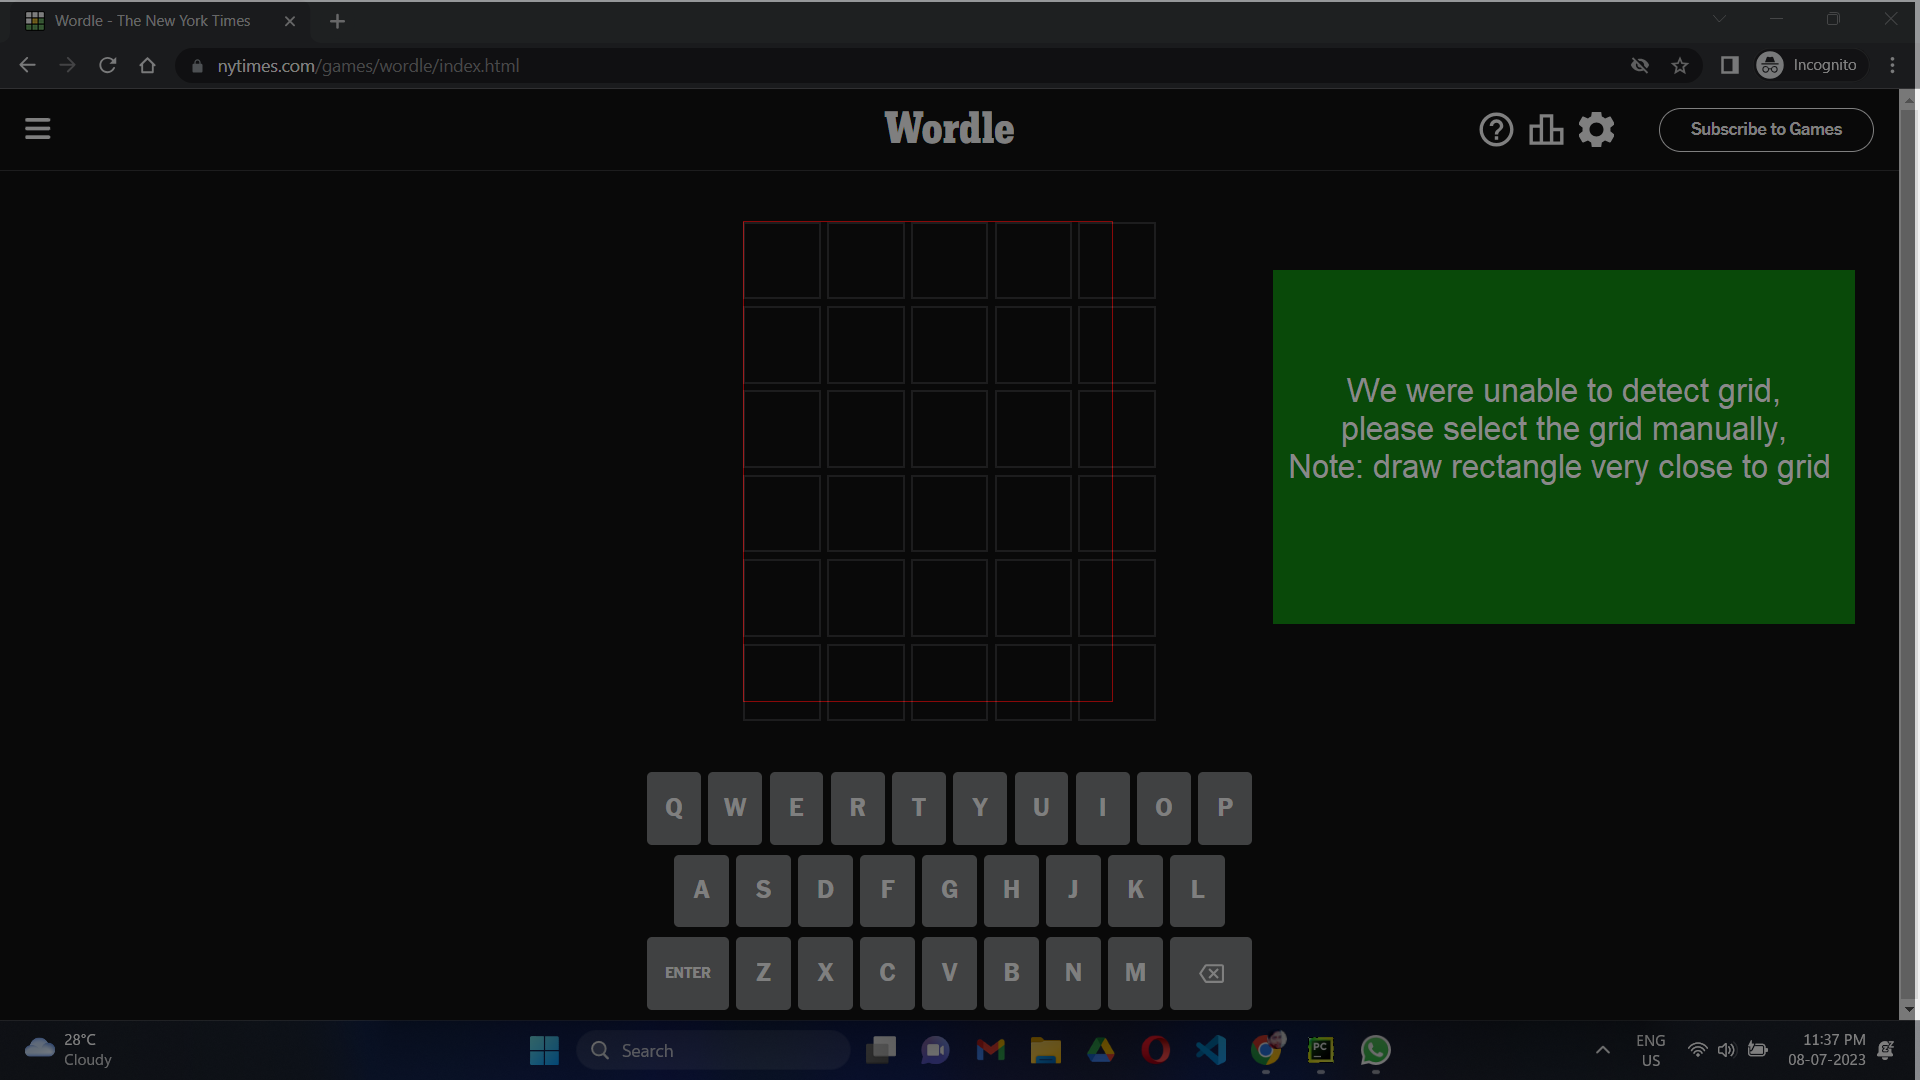 Wordle - The New York Times
nytimes.com/games/wordle/index.html
Incognito
Wordle
Subscribe to Games
We were unable to detect grid,
please select the grid manually,
Note: draw rectangle very close to grid
Q W E R T Y U I O P
A S D F G H J K L
ENTER Z X C V B N M
28°C
Cloudy
Search
PC
ENG
US
11:37 PM
08-07-2023